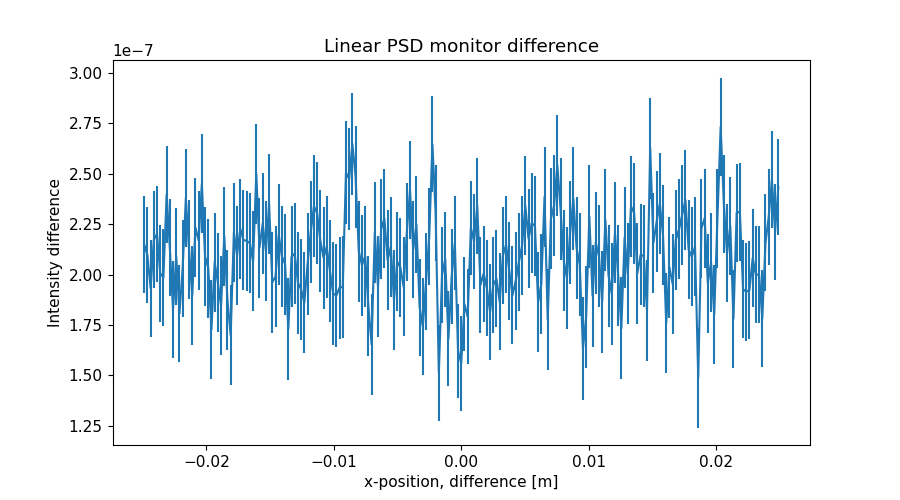 Linear PSD monitor difference
1e−7
3.00
2.75
2.50
2.25
2.00
1.75
1.50
1.25
Intensity difference
−0.02 −0.01 0.00 0.01 0.02
x-position, difference [m]